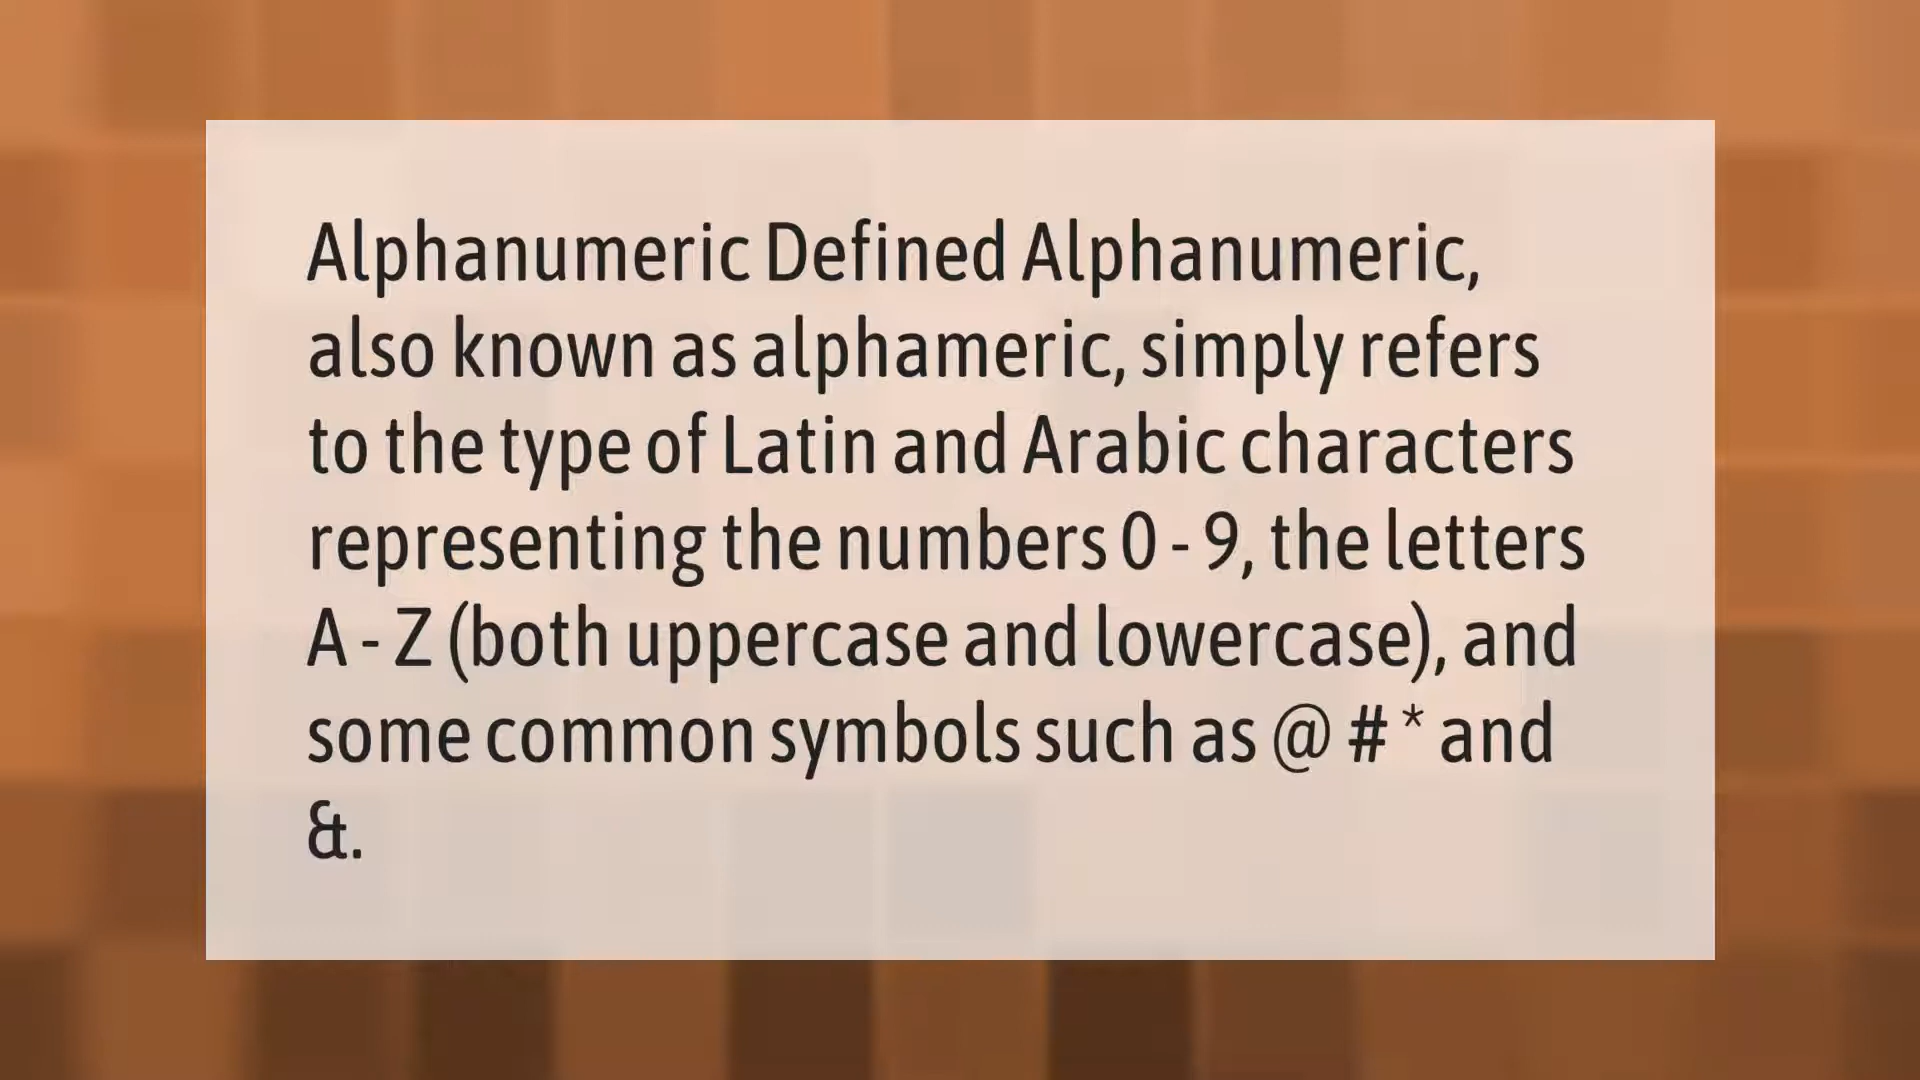 Alphanumeric Defined Alphanumeric,
also known as alphameric, simply refers
to the type of Latin and Arabic characters
representing the numbers 0 - 9, the letters
A - Z (both uppercase and lowercase), and
some common symbols such as @ # * and
&.